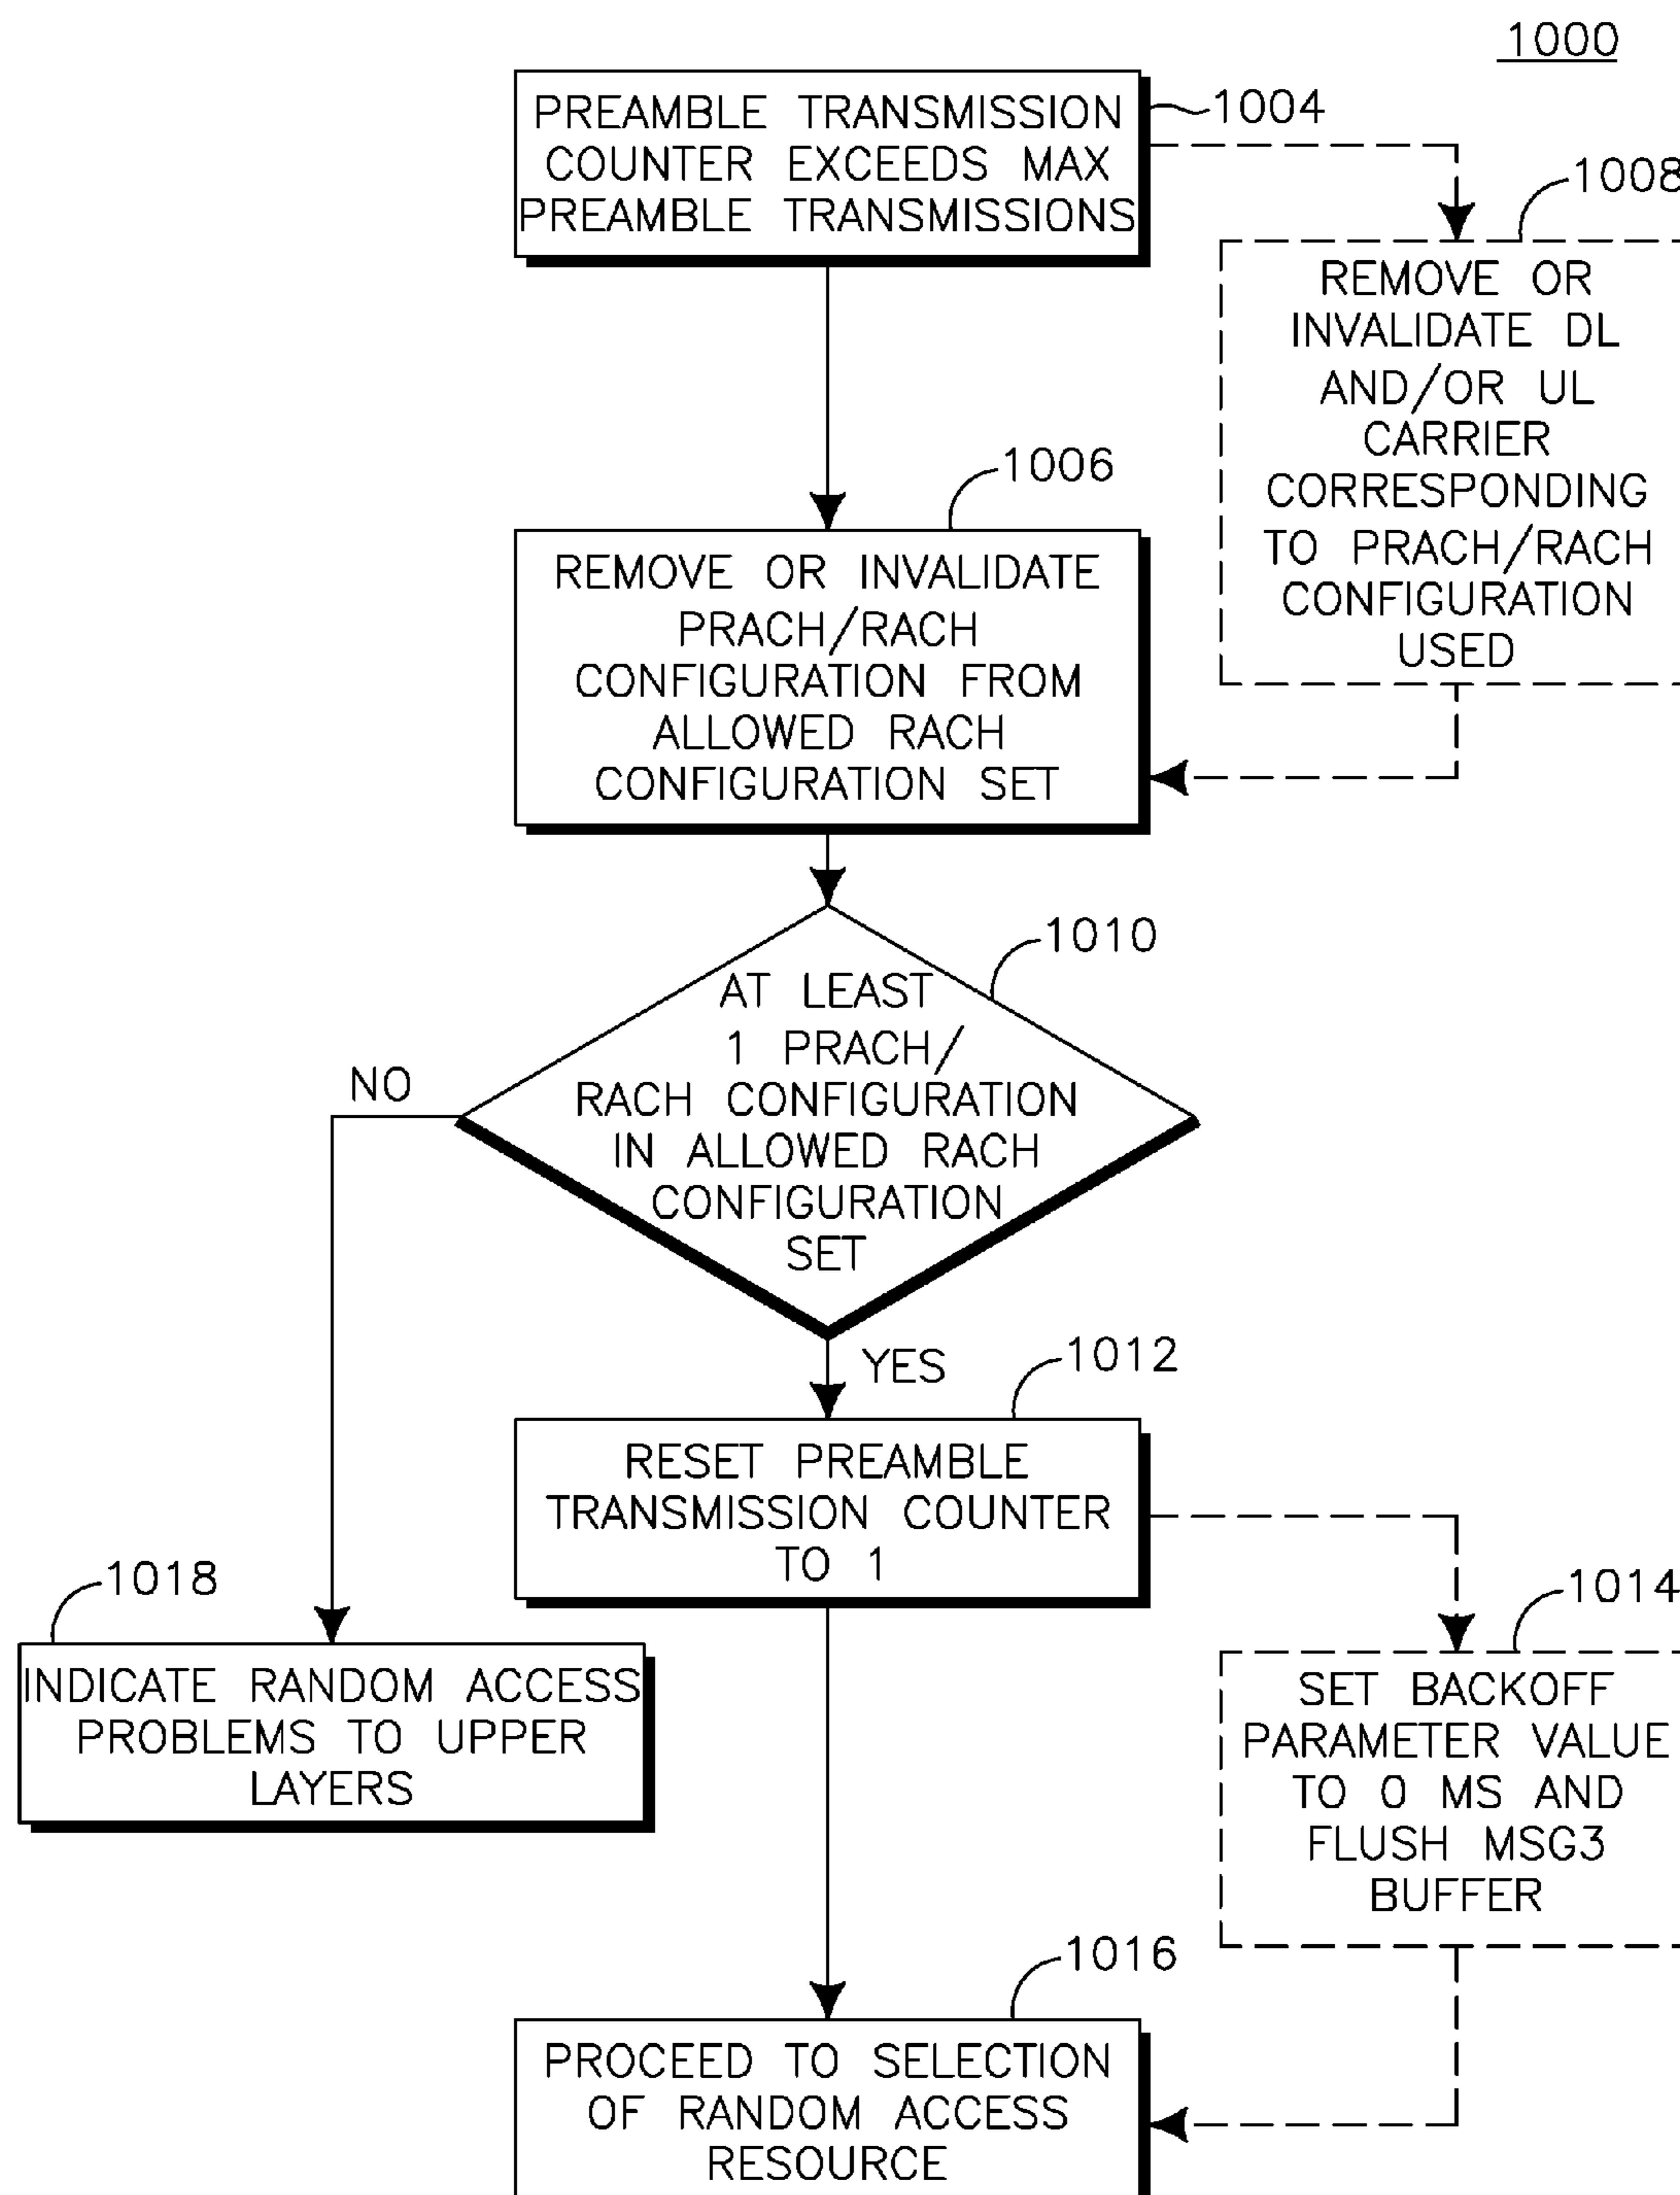 1000
PREAMBLE TRANSMISSION
COUNTER EXCEEDS MAX
PREAMBLE TRANSMISSIONS
1004
1008
REMOVE OR
INVALIDATE DL
AND/OR UL
CARRIER
CORRESPONDING
TO PRACH/RACH
CONFIGURATION
USED
1006
REMOVE OR INVALIDATE
PRACH/RACH
CONFIGURATION FROM
ALLOWED RACH
CONFIGURATION SET
1010
AT LEAST
1 PRACH/
RACH CONFIGURATION
IN ALLOWED RACH
CONFIGURATION
SET
NO
YES
1012
RESET PREAMBLE
TRANSMISSION COUNTER
TO 1
1018
INDICATE RANDOM ACCESS
PROBLEMS TO UPPER
LAYERS
1014
SET BACKOFF
PARAMETER VALUE
TO 0 MS AND
FLUSH MSG3
BUFFER
1016
PROCEED TO SELECTION
OF RANDOM ACCESS
RESOURCE